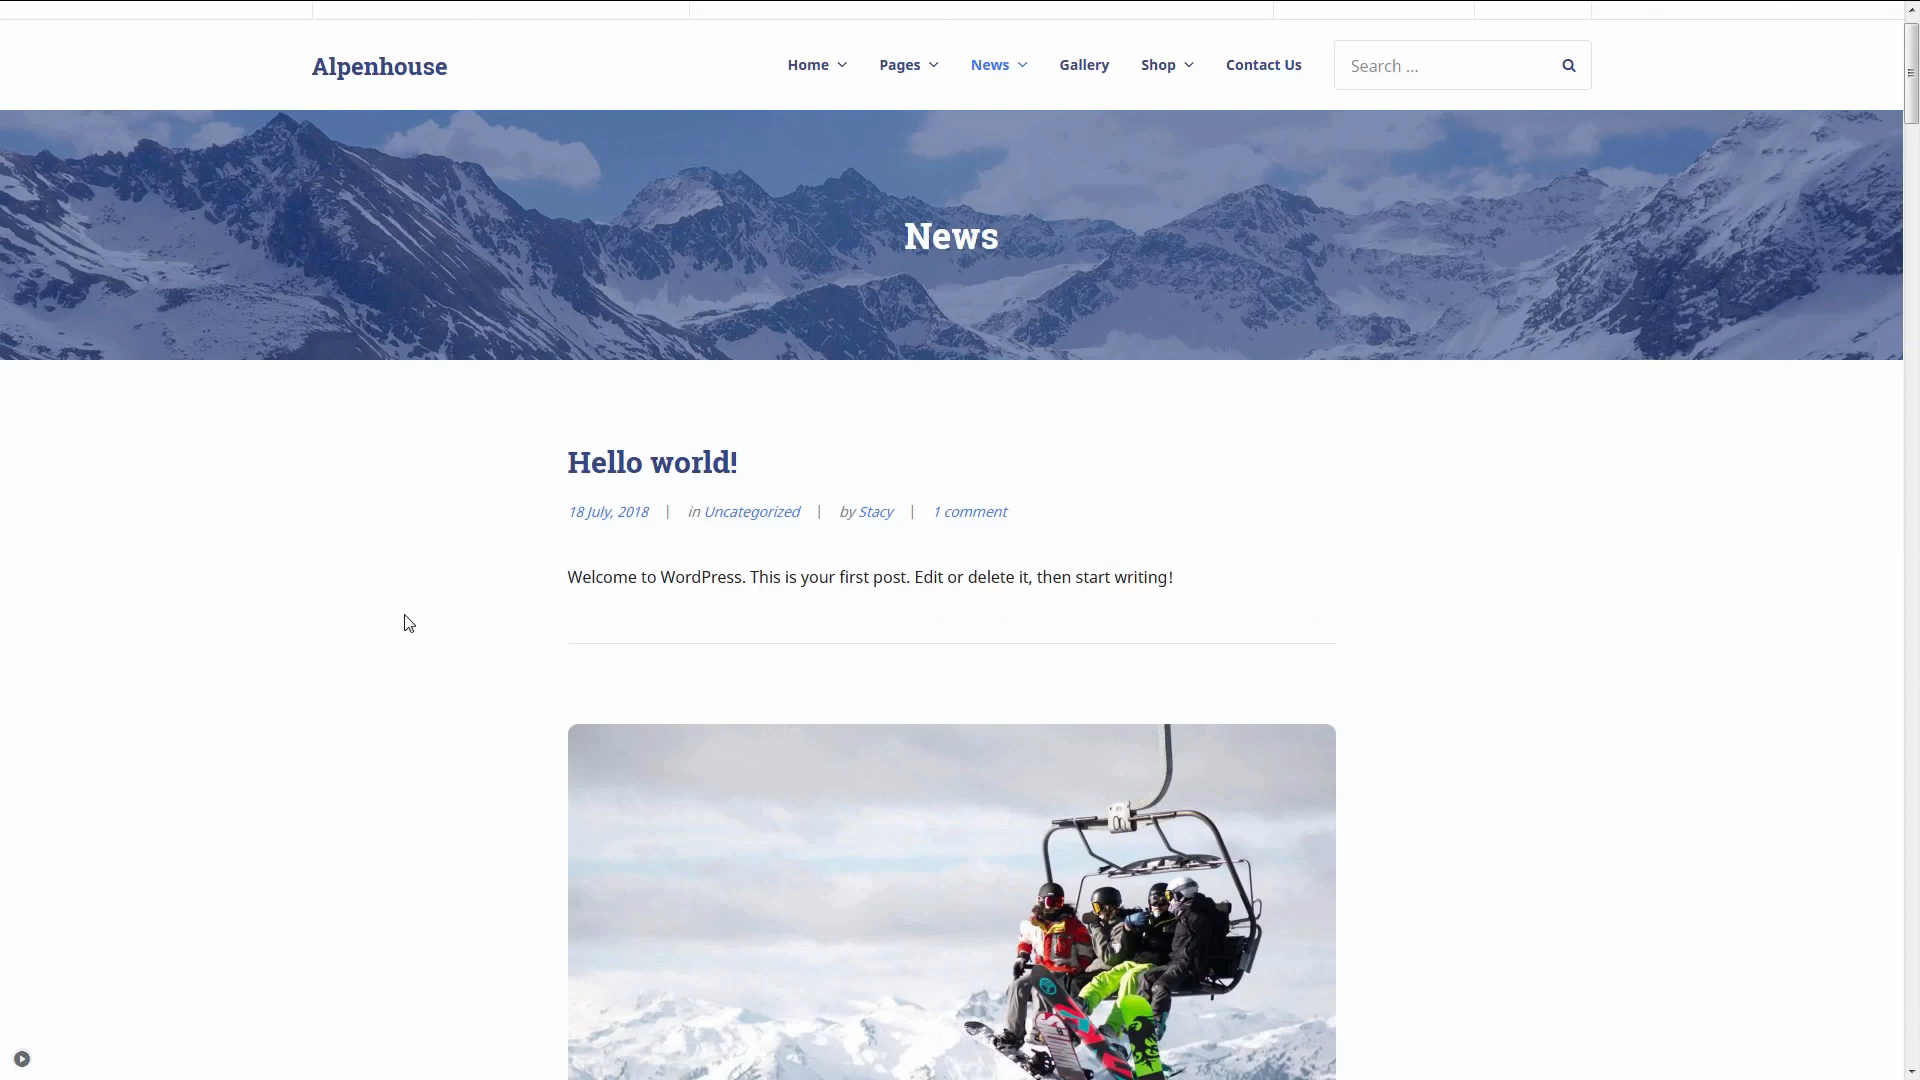 Alpenhouse
Home Pages News Gallery Shop Contact Us Search ...
News
Hello world!
18 July, 2018 | in Uncategorized | by Stacy | 1 comment
Welcome to WordPress. This is your first post. Edit or delete it, then start writing!